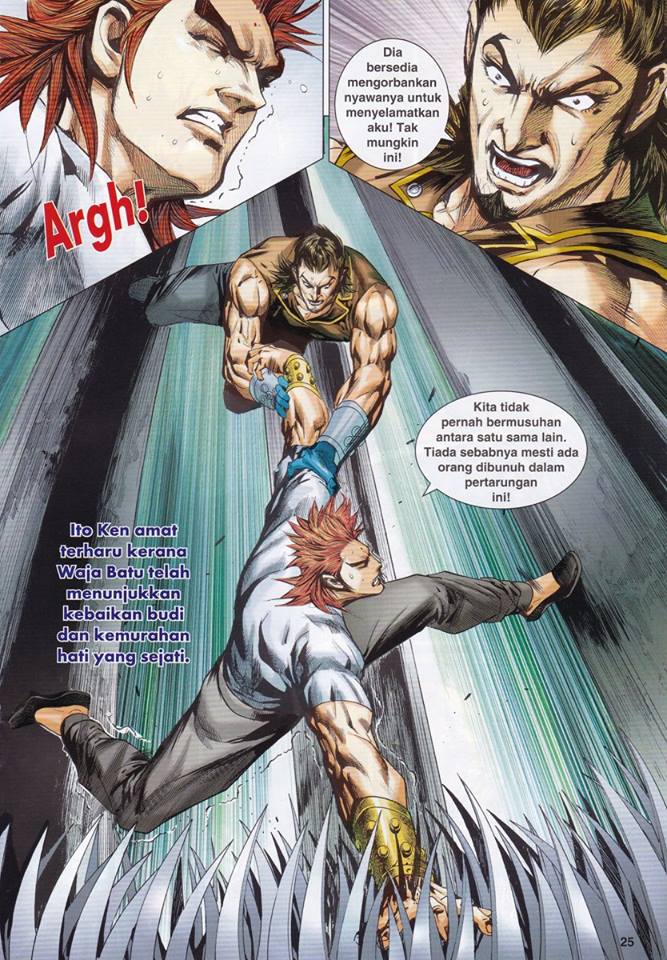 Dia
bersedia
mengorbankan
nyawanya untuk
menyelamatkan
aku! Tak
mungkin
ini!
Argh!
Kita tidak
pernah bermusuhan
antara satu sama lain.
Tiada sebabnya mesti ada
orang dibunuh dalam
pertarungan
ini!
Ito Ken amat
terharu kerana
Waja Batu telah
menunjukkan
kebaikan budi
dan kemurahan
hati yang sejati.
25